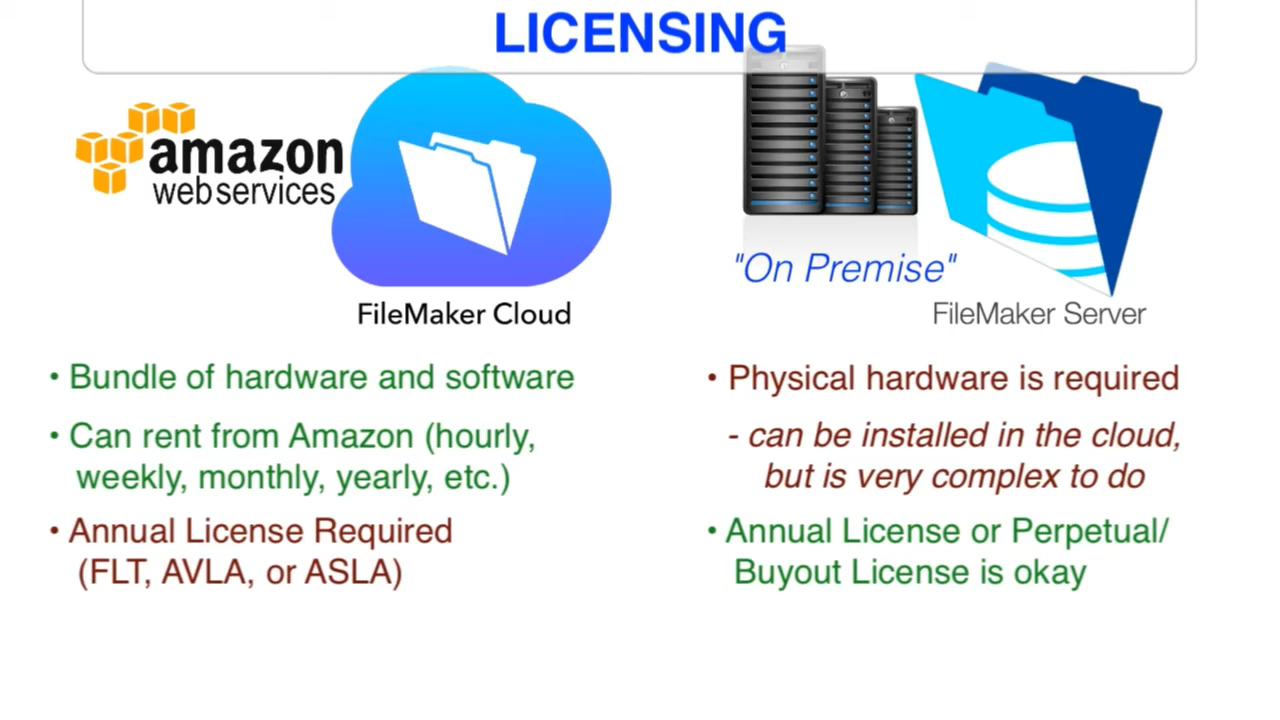 LICENSING
amazon
webservices
FileMaker Cloud
• Bundle of hardware and software
• Can rent from Amazon (hourly,
weekly, monthly, yearly, etc.)
• Annual License Required
(FLT, AVLA, or ASLA)
"On Premise"
FileMaker Server
• Physical hardware is required
- can be installed in the cloud,
but is very complex to do
• Annual License or Perpetual/
Buyout License is okay